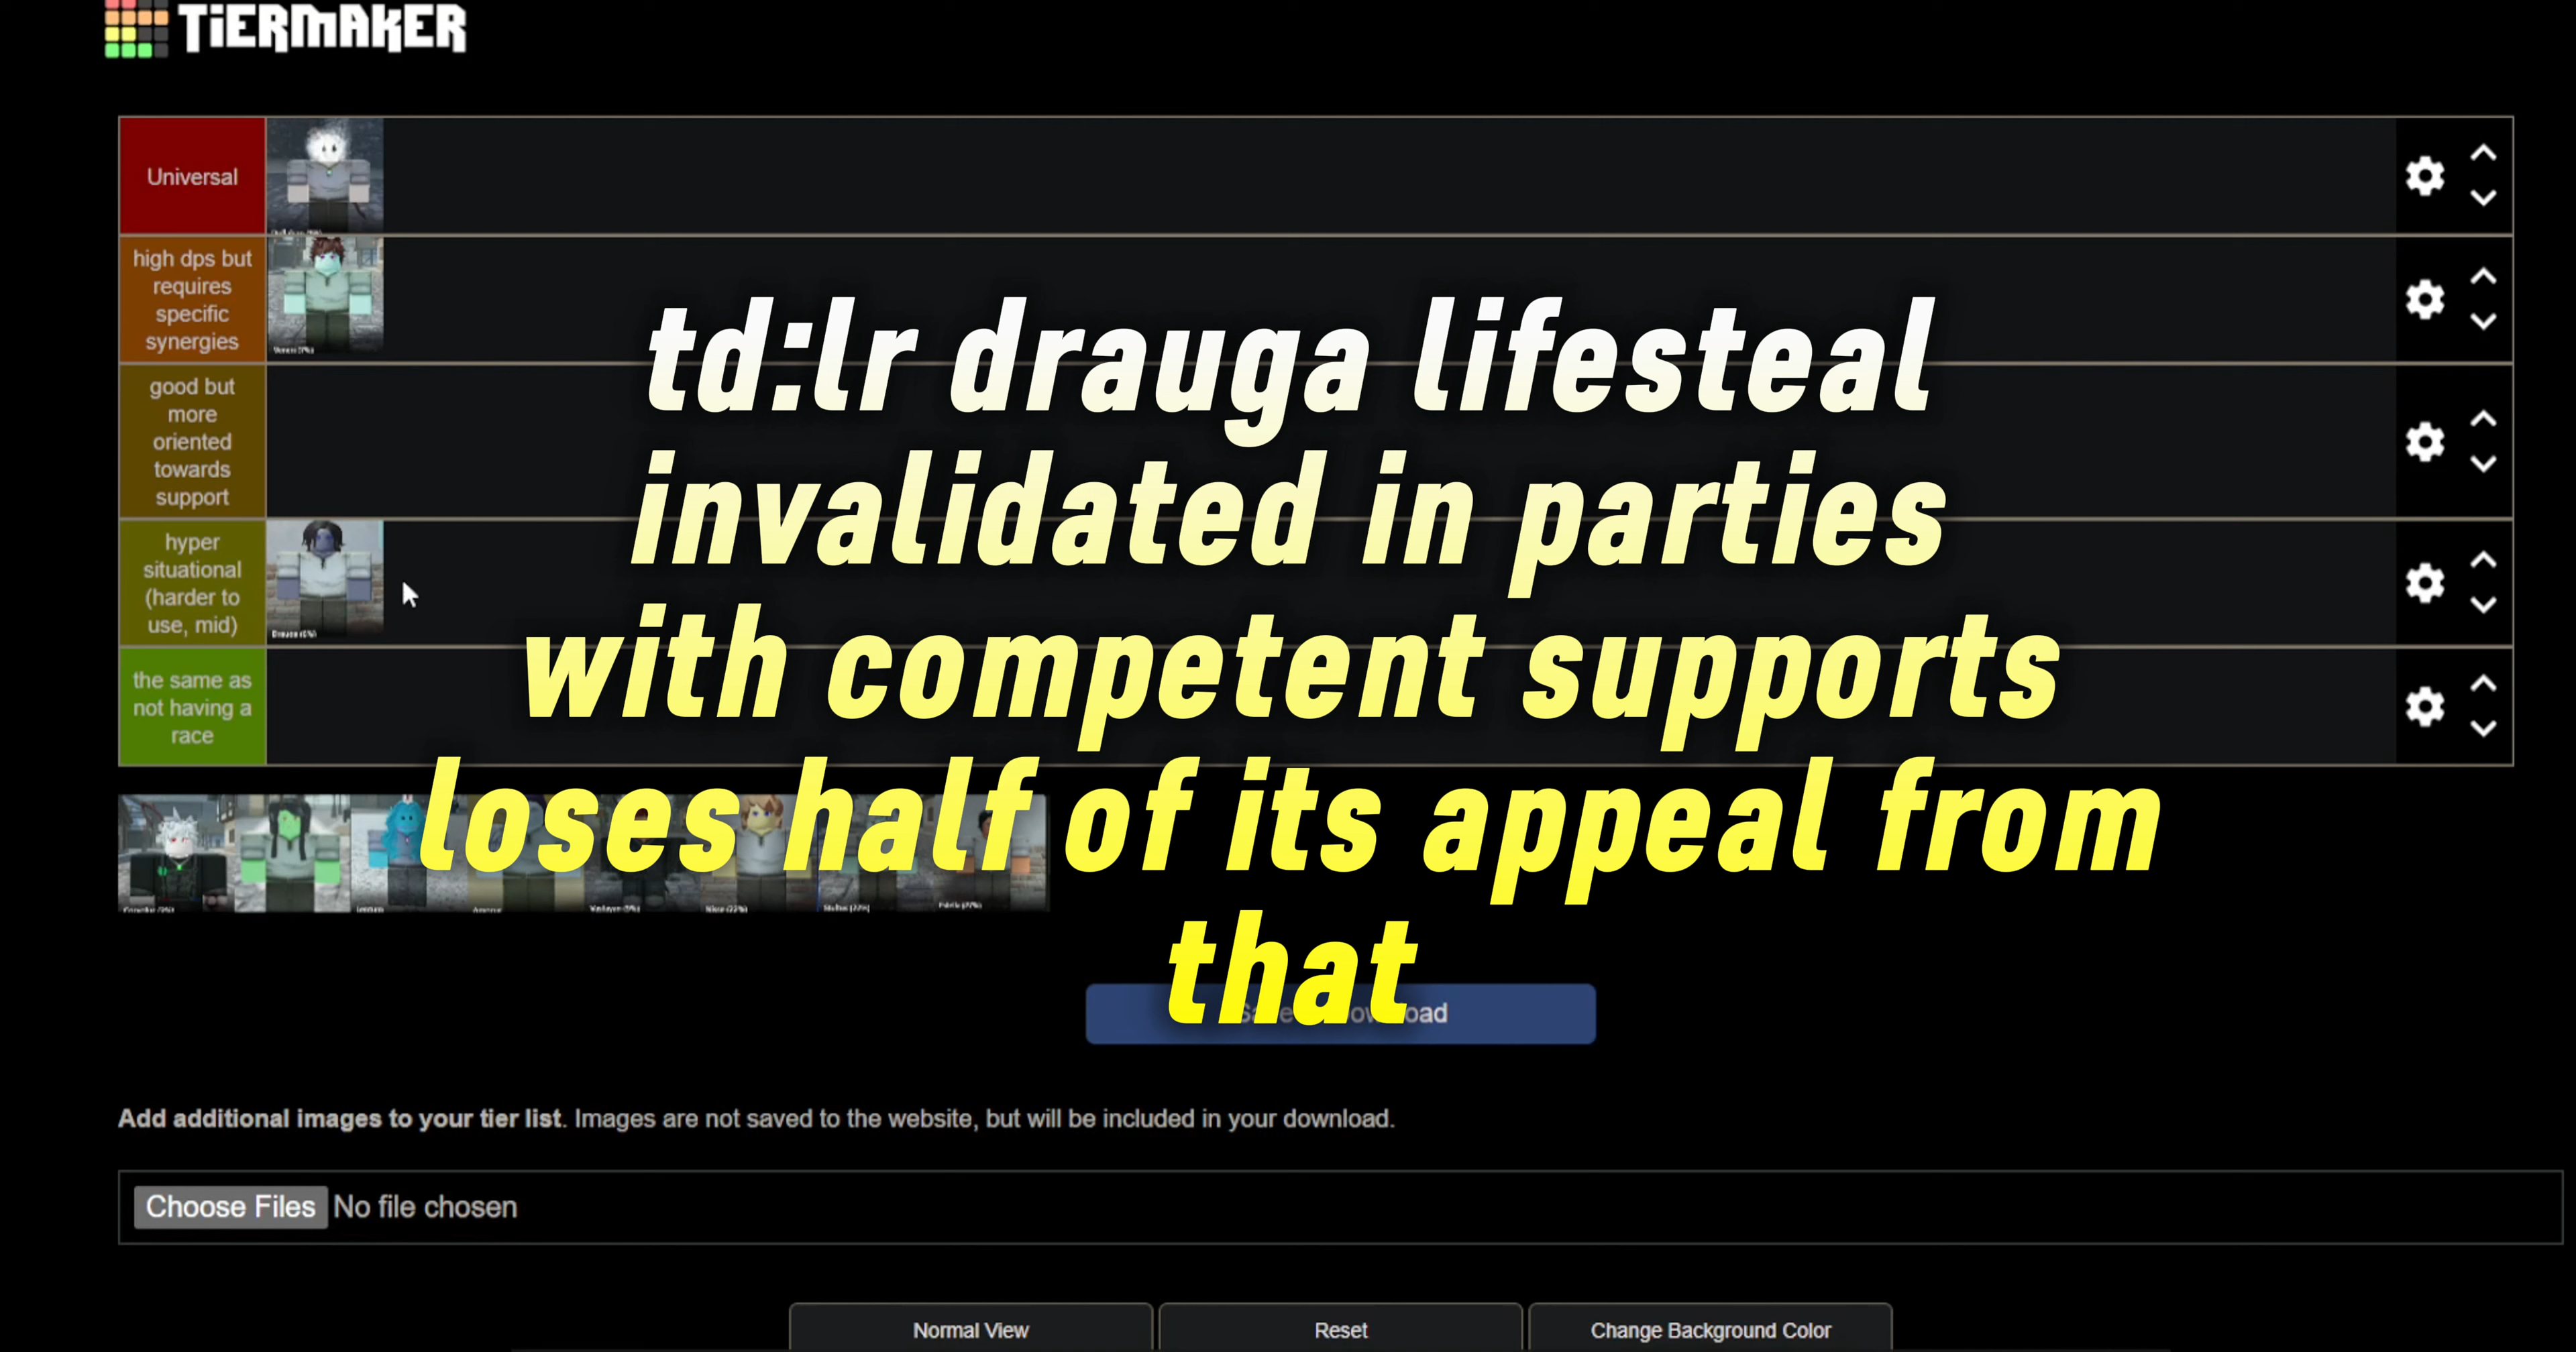 TiERMAKER
Universal
high dps but
requires
specific
synergies
good but
more
oriented
towards
support
hyper
situational
(harder to
use, mid)
the same as
not having a
race
td:lr drauga lifesteal
invalidated in parties
with competent supports
loses half of its appeal from
that
Add additional images to your tier list. Images are not saved to the website, but will be included in your download.
Choose Files No file chosen
Normal View
Reset
Change Background Color